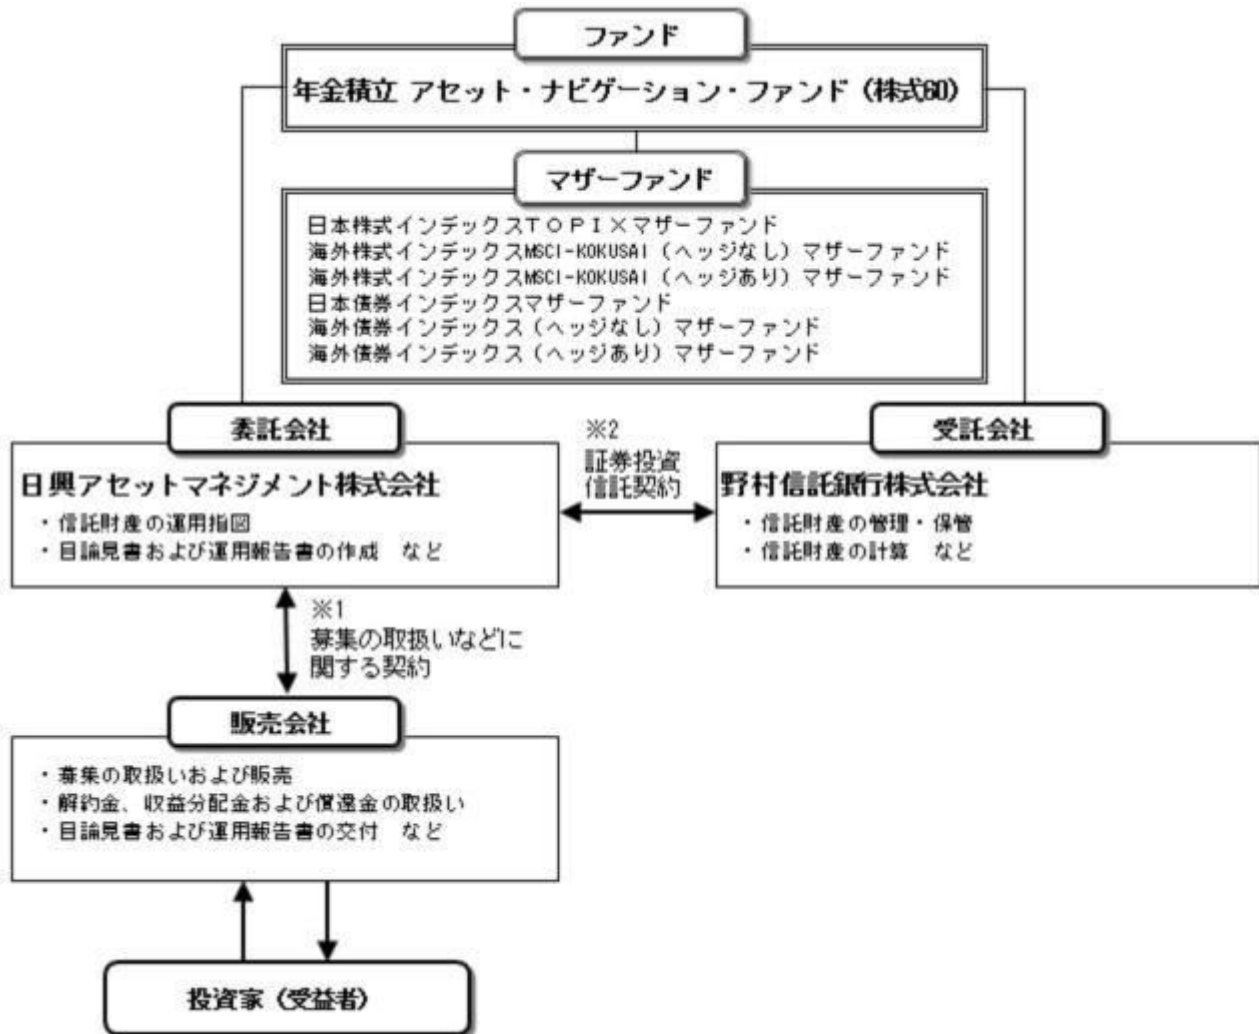 ファンド
年金積立 アセット・ナビゲーション・ファンド（株式60）
マザーファンド
日本株式インデックスＴＯＰＩＸマザーファンド
海外株式インデックスMSCI-KOKUSAI（ヘッジなし）マザーファンド
海外株式インデックスMSCI-KOKUSAI（ヘッジあり）マザーファンド
日本債券インデックスマザーファンド
海外債券インデックス（ヘッジなし）マザーファンド
海外債券インデックス（ヘッジあり）マザーファンド
委託会社
日興アセットマネジメント株式会社
・信託財産の運用指図
・目論見書および運用報告書の作成　など
※2
証券投資
信託契約
受託会社
野村信託銀行株式会社
・信託財産の管理・保管
・信託財産の計算　など
※1
募集の取扱いなどに
関する契約
販売会社
・募集の取扱いおよび販売
・解約金、収益分配金および償還金の取扱い
・目論見書および運用報告書の交付　など
投資家（受益者）